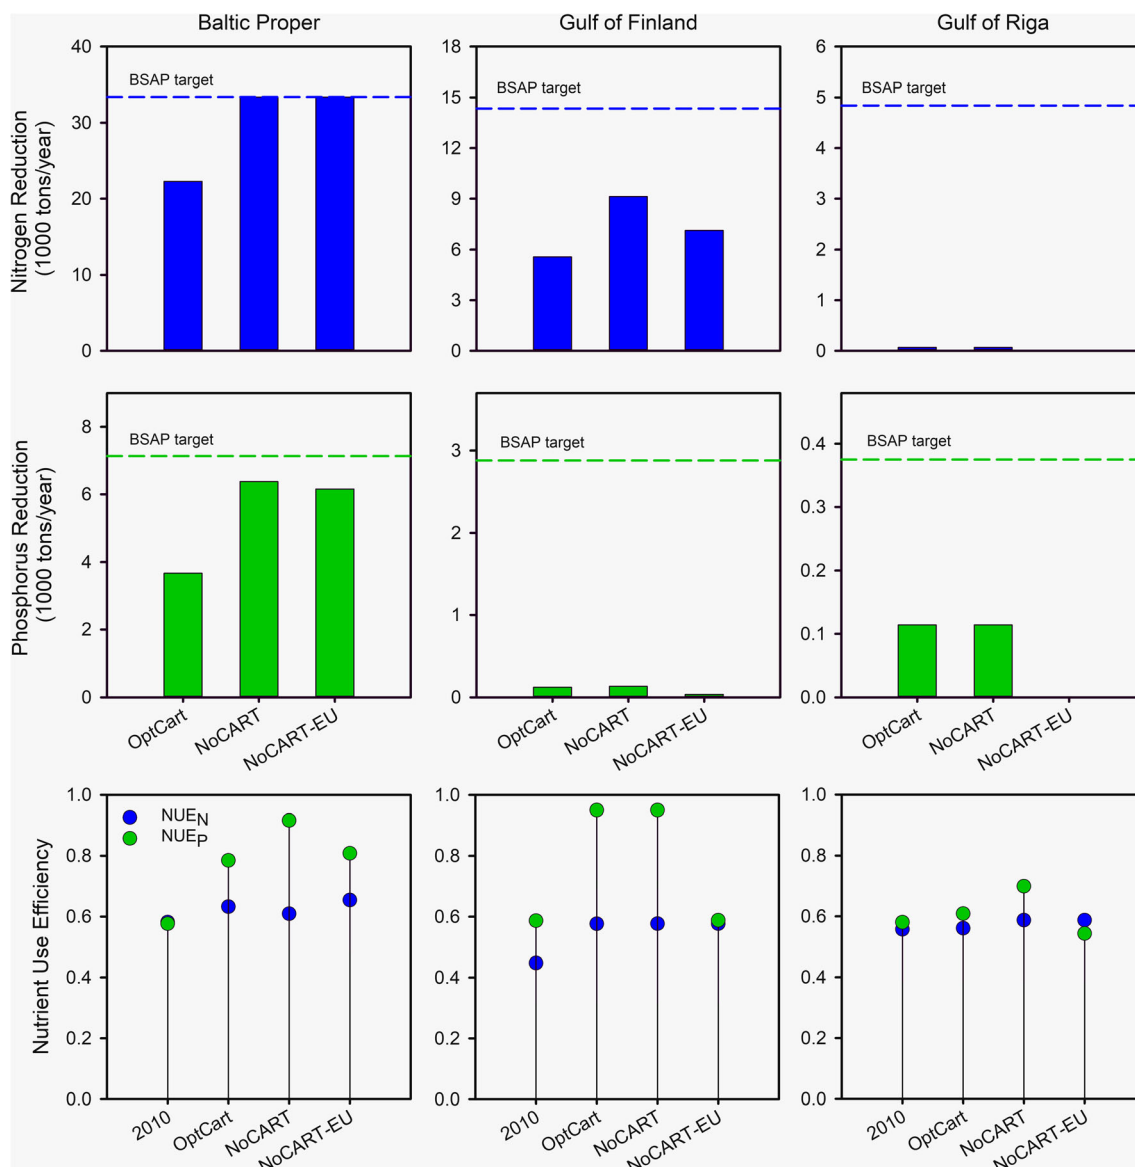 Baltic Proper
Gulf of Finland
Gulf of Riga
Nitrogen Reduction
(1000 tons/year)
40
30
20
10
0
BSAP target
18
15
12
9
6
3
0
BSAP target
6
5
4
3
2
1
0
BSAP target
Phosphorus Reduction
(1000 tons/year)
8
6
4
2
0
BSAP target
OptCart
NoCART
NoCART-EU
3
2
1
0
BSAP target
OptCart
NoCART
NoCART-EU
0.4
0.3
0.2
0.1
0.0
BSAP target
OptCart
NoCART
NoCART-EU
Nutrient Use Efficiency
1.0
0.8
0.6
0.4
0.2
0.0
NUEN
NUEP
2010
OptCart
NoCART
NoCART-EU
1.0
0.8
0.6
0.4
0.2
0.0
2010
OptCart
NoCART
NoCART-EU
1.0
0.8
0.6
0.4
0.2
0.0
2010
OptCart
NoCART
NoCART-EU